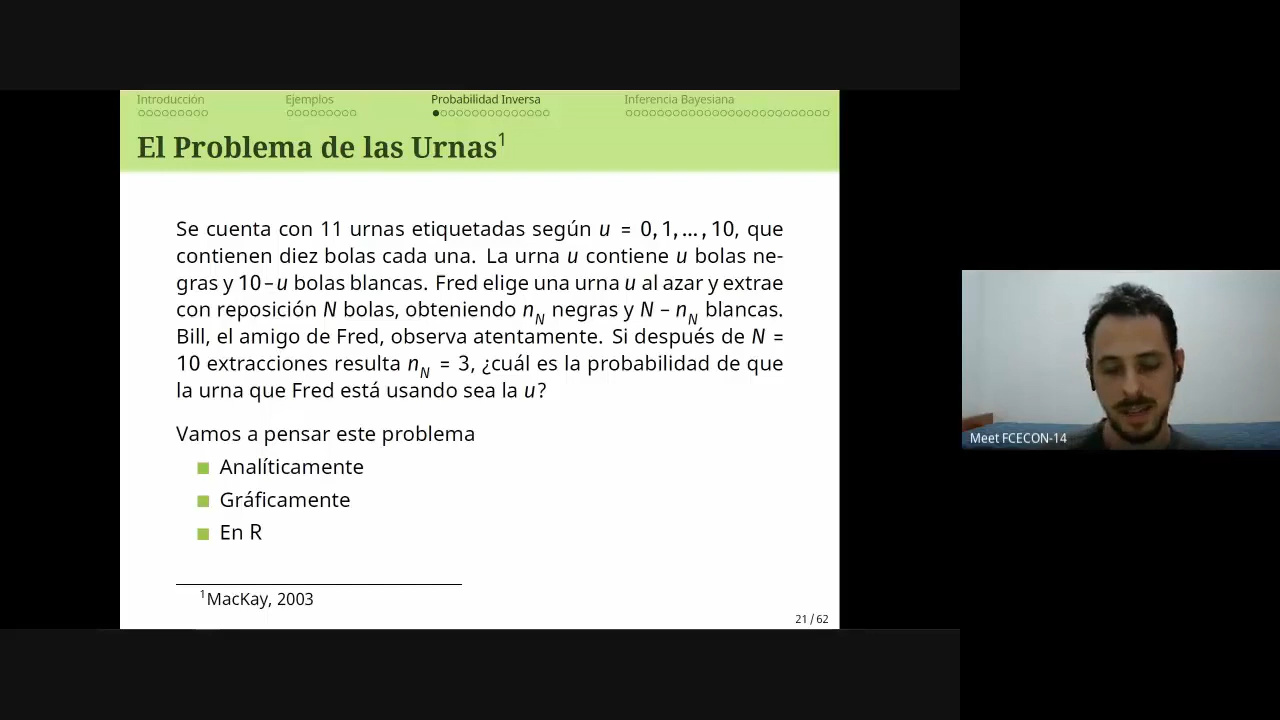 Introducción Ejemplos Probabilidad Inversa Inferencia Bayesiana
El Problema de las Urnas¹
Se cuenta con 11 urnas etiquetadas según u = 0, 1, ... , 10, que
contienen diez bolas cada una. La urna u contiene u bolas ne-
gras y 10 – u bolas blancas. Fred elige una urna u al azar y extrae
con reposición N bolas, obteniendo n_N negras y N – n_N blancas.
Bill, el amigo de Fred, observa atentamente. Si después de N =
10 extracciones resulta n_N = 3, ¿cuál es la probabilidad de que
la urna que Fred está usando sea la u?
Vamos a pensar este problema
Analíticamente
Gráficamente
En R
¹MacKay, 2003
21 / 62
Meet FCECON-14